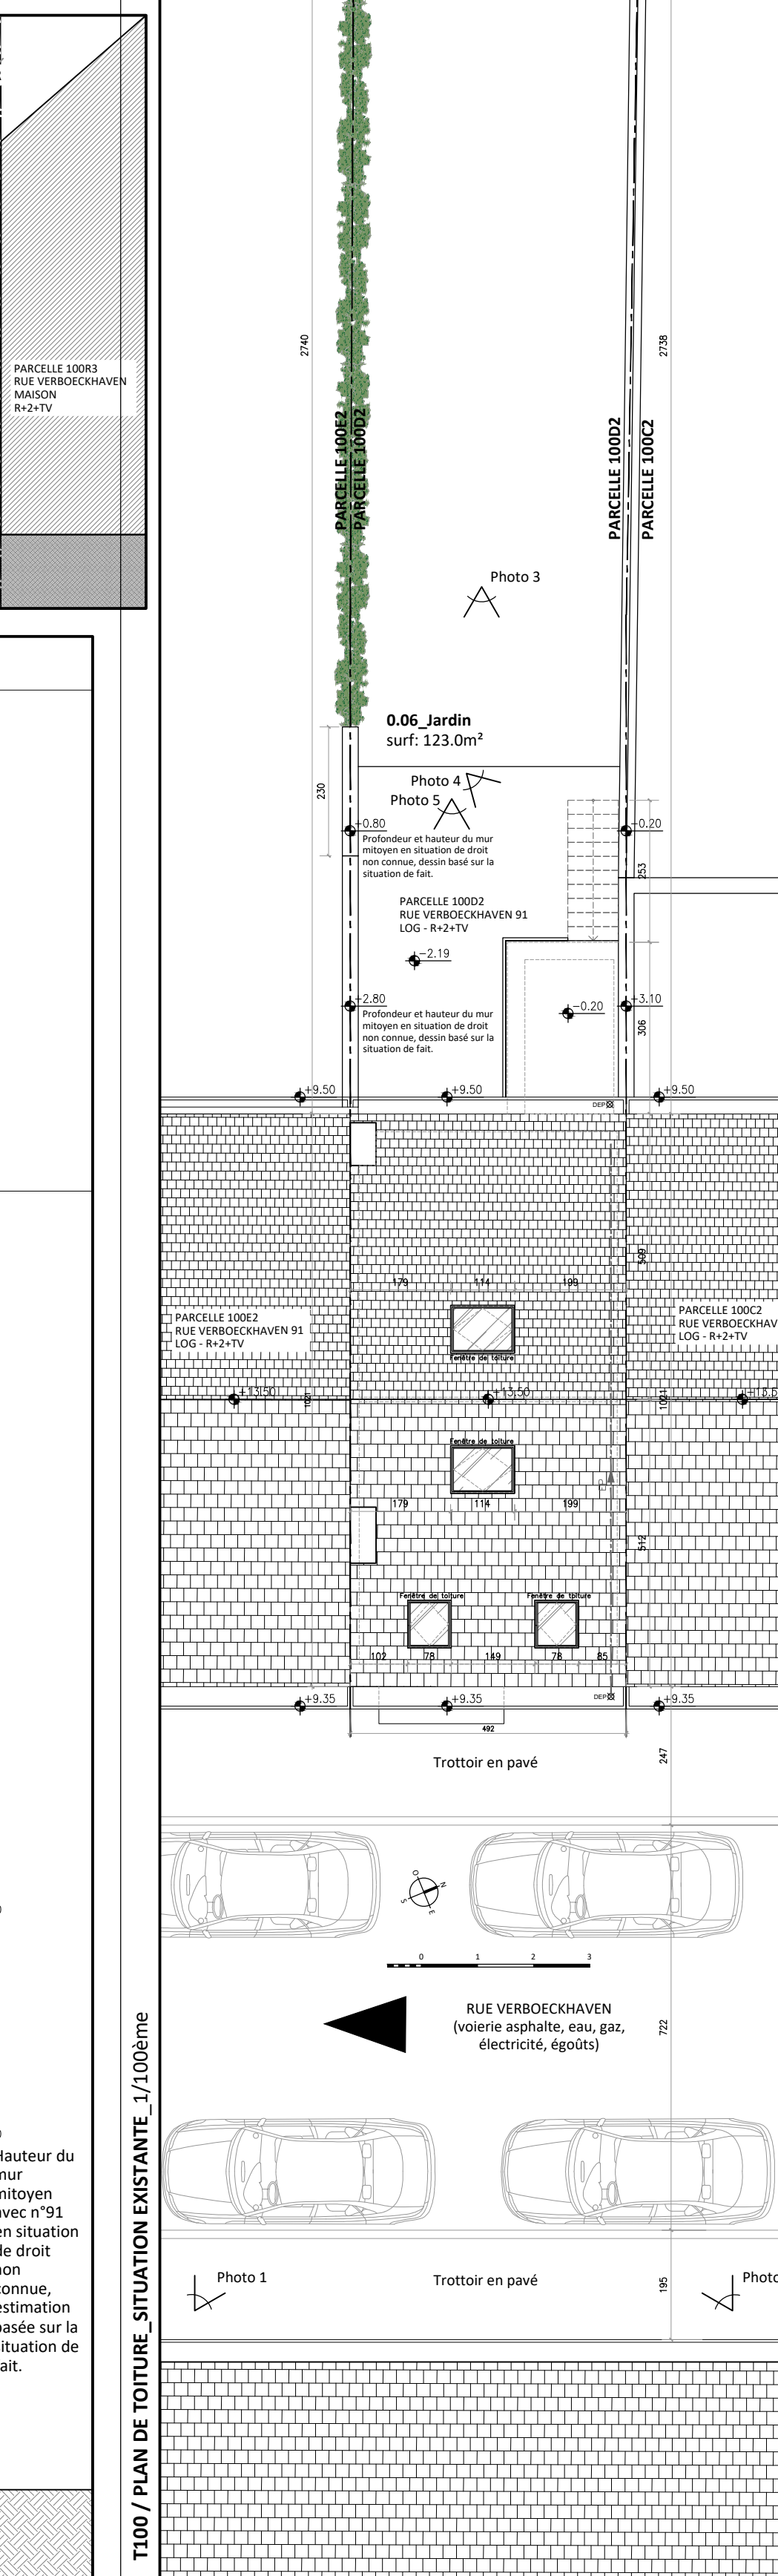 PARCELLE 100R3
RUE VERBOECKHAVEN
MAISON
R+2+TV
2740
2738
PARCELLE 100E2
PARCELLE 100D2
PARCELLE 100D2
PARCELLE 100C2
Photo 3
0.06_Jardin
surf: 123.0m²
230
Photo 4
Photo 5
+0.80
-0.20
Profondeur et hauteur du mur
mitoyen en situation de droit
non connue, dessin basé sur la
situation de fait.
253
PARCELLE 100D2
RUE VERBOECKHAVEN 91
LOG - R+2+TV
-2.19
+2.80
-0.20
+3.10
Profondeur et hauteur du mur
mitoyen en situation de droit
non connue, dessin basé sur la
situation de fait.
306
+9.50
+9.50
+9.50
DEP
509
179
114
199
PARCELLE 100E2
RUE VERBOECKHAVEN 91
LOG - R+2+TV
PARCELLE 100C2
RUE VERBOECKHAV
LOG - R+2+TV
Fenêtre de toiture
+13.50
+13.50
+13.5
1021
1021
Fenêtre de toiture
179
114
199
512
Fenêtre de toiture
Fenêtre de toiture
102
78
149
78
85
+9.35
+9.35
DEP
+9.35
492
Trottoir en pavé
247
O
N
S
E
0 1 2 3
RUE VERBOECKHAVEN
(voierie asphalte, eau, gaz,
électricité, égoûts)
722
Hauteur du
mur
mitoyen
avec n°91
en situation
de droit
non
connue,
estimation
basée sur la
situation de
fait.
T100 / PLAN DE TOITURE_SITUATION EXISTANTE_1/100ème
Photo 1
Trottoir en pavé
195
Photo